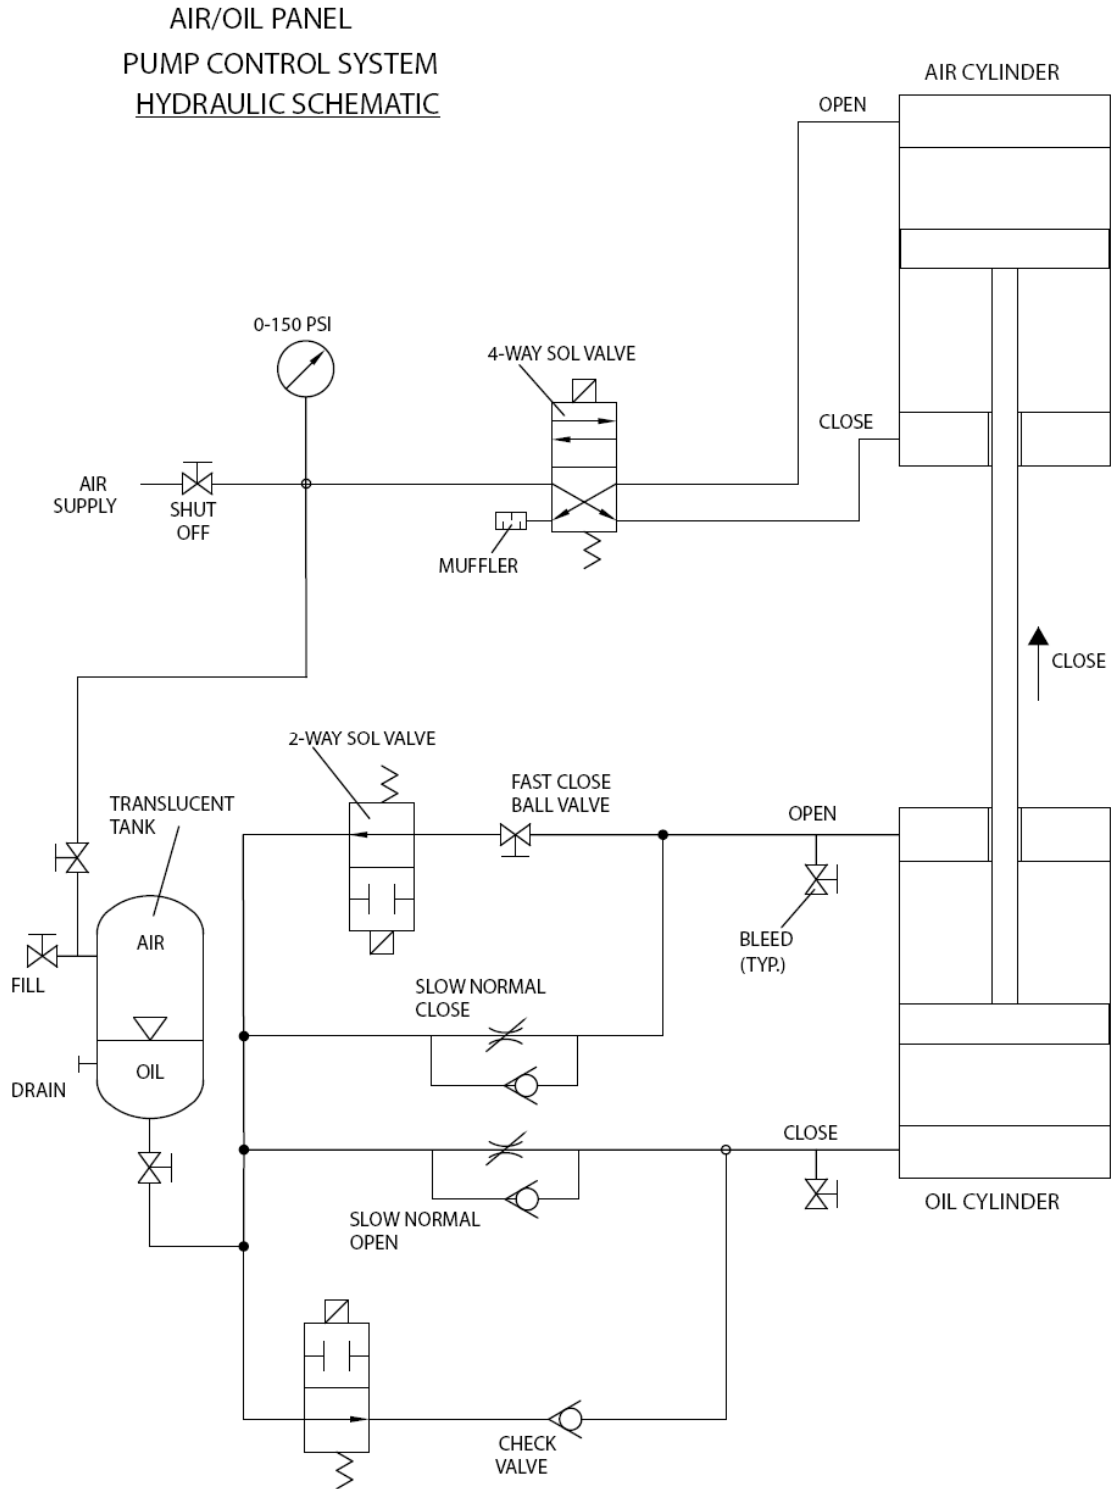 AIR/OIL PANEL
PUMP CONTROL SYSTEM
HYDRAULIC SCHEMATIC
AIR CYLINDER
OPEN
0-150 PSI
4-WAY SOL VALVE
CLOSE
AIR
SUPPLY
SHUT
OFF
MUFFLER
CLOSE
2-WAY SOL VALVE
FAST CLOSE
BALL VALVE
TRANSLUCENT
TANK
OPEN
AIR
BLEED
(TYP.)
FILL
SLOW NORMAL
CLOSE
OIL
DRAIN
CLOSE
OIL CYLINDER
SLOW NORMAL
OPEN
CHECK
VALVE